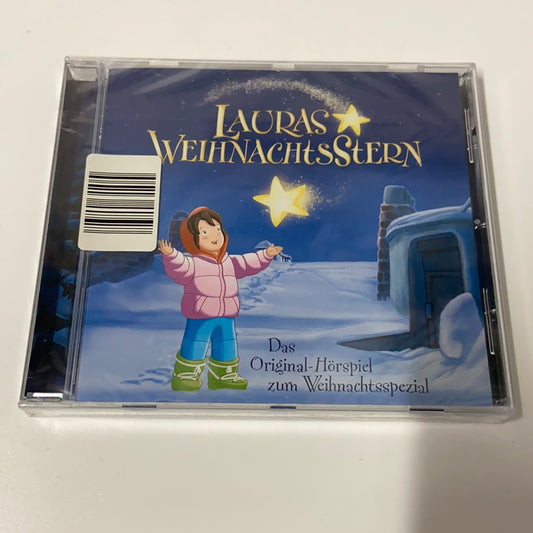 LAURAS
WEIHNACHTSSTERN
Das
Original-Hörspiel
zum Weihnachtsspezial